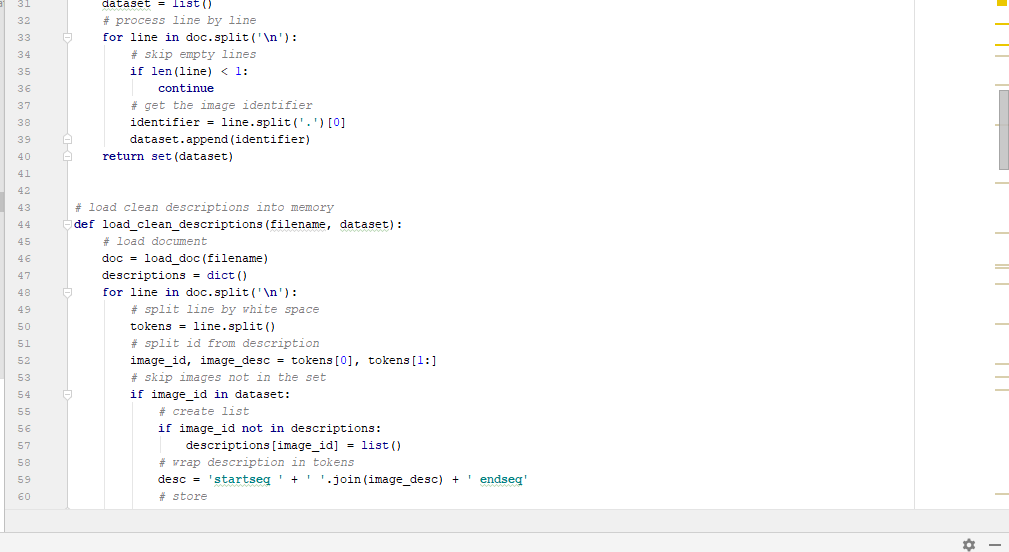 31 dataset = list()
32 # process line by line
33 for line in doc.split('\n'):
34 # skip empty lines
35 if len(line) < 1:
36 continue
37 # get the image identifier
38 identifier = line.split('.')[0]
39 dataset.append(identifier)
40 return set(dataset)
41
42
43 # load clean descriptions into memory
44 def load_clean_descriptions(filename, dataset):
45 # load document
46 doc = load_doc(filename)
47 descriptions = dict()
48 for line in doc.split('\n'):
49 # split line by white space
50 tokens = line.split()
51 # split id from description
52 image_id, image_desc = tokens[0], tokens[1:]
53 # skip images not in the set
54 if image_id in dataset:
55 # create list
56 if image_id not in descriptions:
57 descriptions[image_id] = list()
58 # wrap description in tokens
59 desc = 'startseq ' + ' '.join(image_desc) + ' endseq'
60 # store